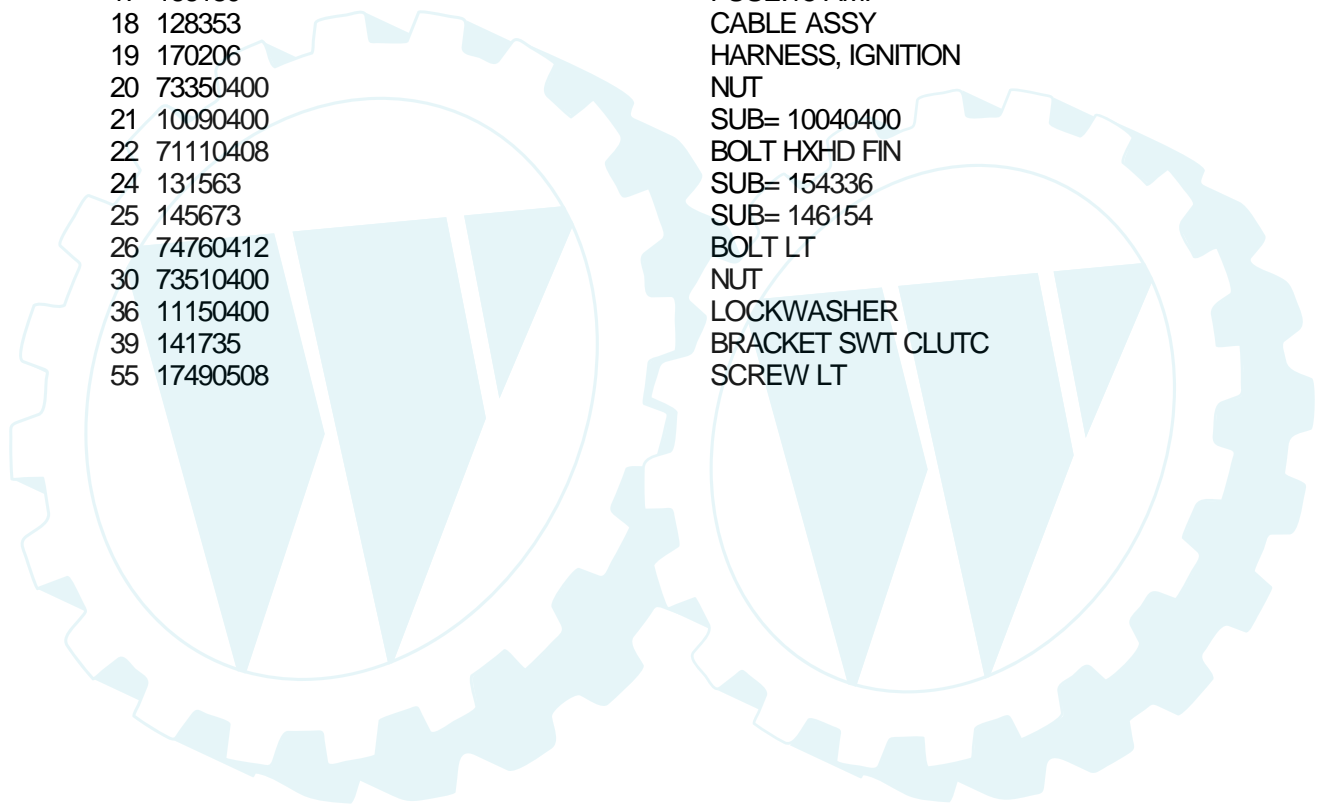 18 128353 CABLE ASSY
19 170206 HARNESS, IGNITION
20 73350400 NUT
21 10090400 SUB= 10040400
22 71110408 BOLT HXHD FIN
24 131563 SUB= 154336
25 145673 SUB= 146154
26 74760412 BOLT LT
30 73510400 NUT
36 11150400 LOCKWASHER
39 141735 BRACKET SWT CLUTC
55 17490508 SCREW LT